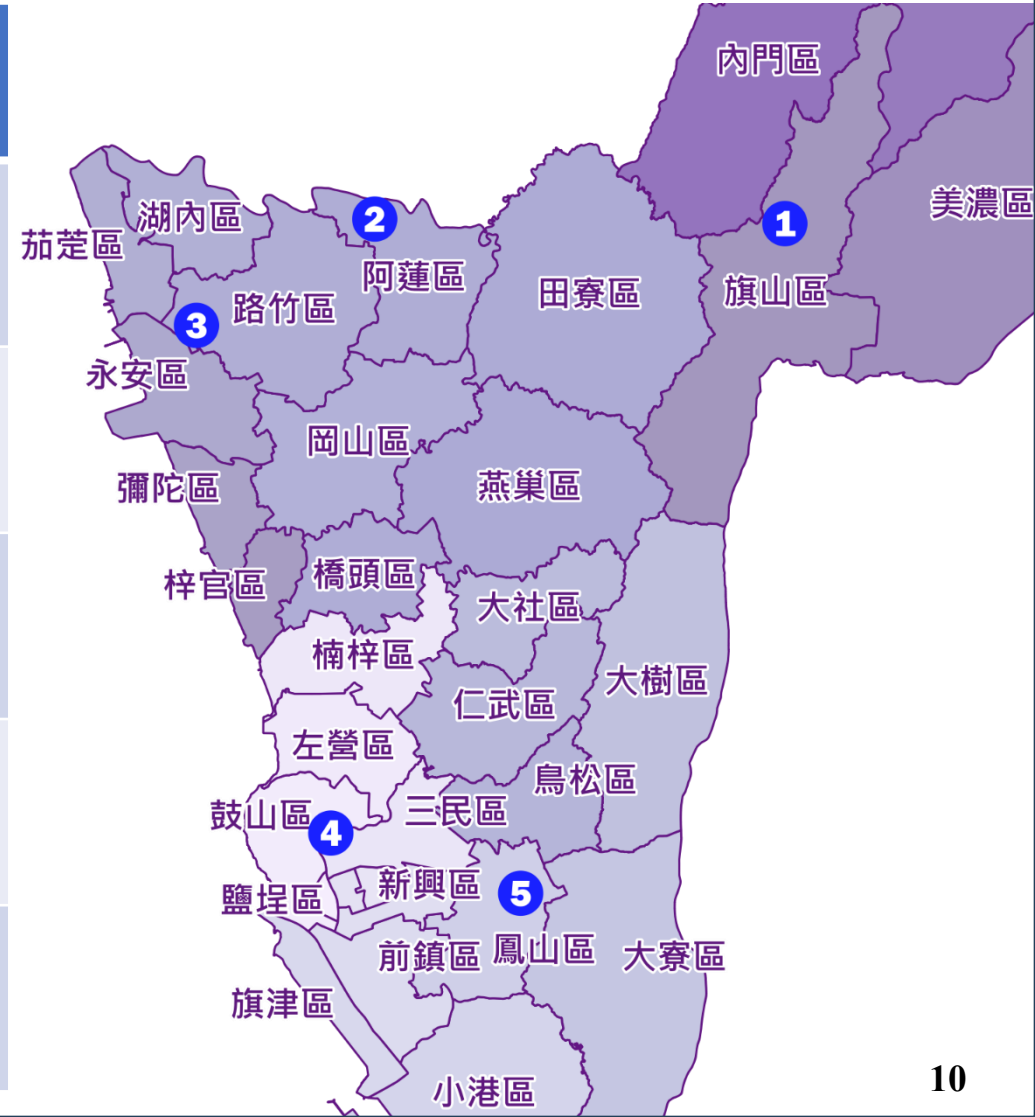 內門區
美濃區
1
2
湖內區
茄萣區
阿蓮區
旗山區
田寮區
路竹區
3
永安區
岡山區
燕巢區
彌陀區
橋頭區
梓官區
大社區
楠梓區
大樹區
仁武區
左營區
鳥松區
三民區
鼓山區
4
新興區
5
鹽埕區
鳳山區
前鎮區
大寮區
旗津區
小港區
10